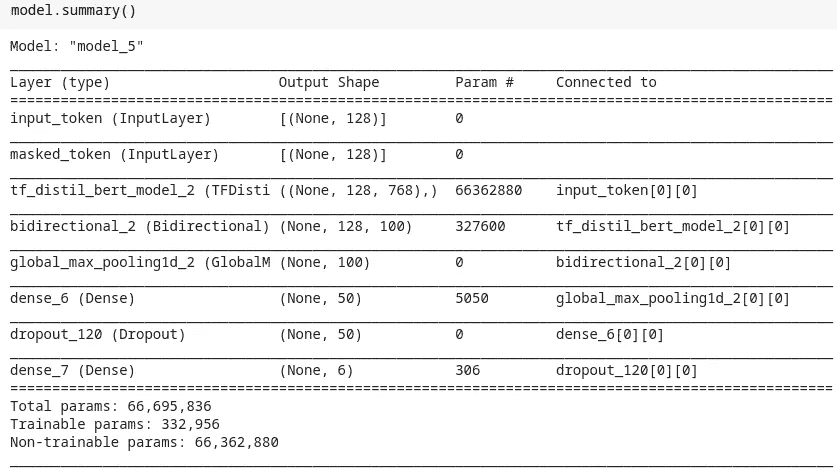 model.summary()
Model: "model_5"
Layer (type) Output Shape Param # Connected to
input_token (InputLayer) [(None, 128)] 0
masked_token (InputLayer) [(None, 128)] 0
tf_distil_bert_model_2 (TFDisti ((None, 128, 768),) 66362880 input_token[0][0]
bidirectional_2 (Bidirectional) (None, 128, 100) 327600 tf_distil_bert_model_2[0][0]
global_max_pooling1d_2 (GlobalM (None, 100) 0 bidirectional_2[0][0]
dense_6 (Dense) (None, 50) 5050 global_max_pooling1d_2[0][0]
dropout_120 (Dropout) (None, 50) 0 dense_6[0][0]
dense_7 (Dense) (None, 6) 306 dropout_120[0][0]
Total params: 66,695,836
Trainable params: 332,956
Non-trainable params: 66,362,880